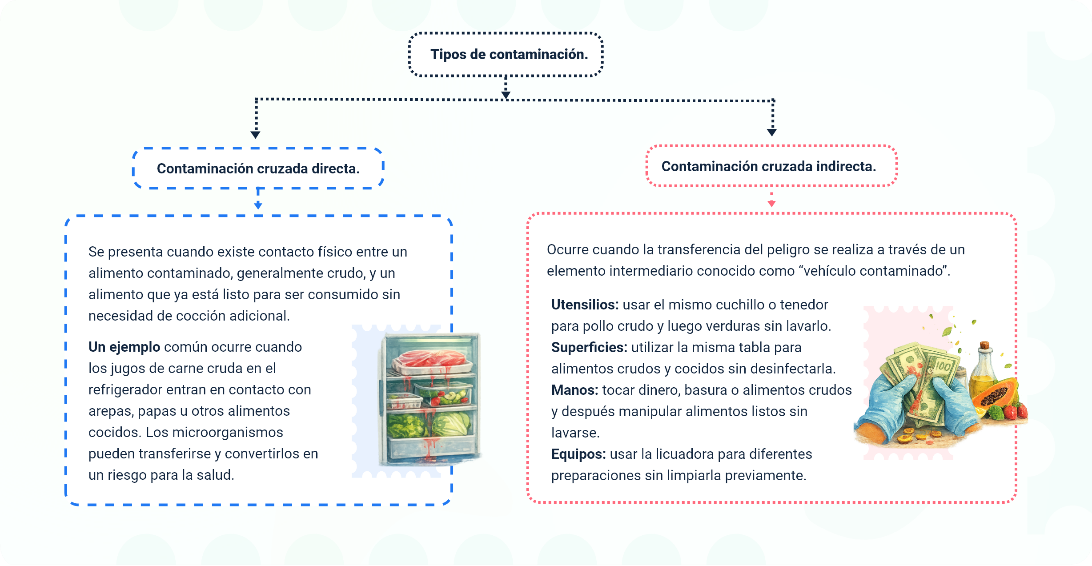 Tipos de contaminación.
Contaminación cruzada directa.
Se presenta cuando existe contacto físico entre un
alimento contaminado, generalmente crudo, y un
alimento que ya está listo para ser consumido sin
necesidad de cocción adicional.
Un ejemplo común ocurre cuando
los jugos de carne cruda en el
refrigerador entran en contacto con
arepas, papas u otros alimentos
cocidos. Los microorganismos
pueden transferirse y convertirlos en
un riesgo para la salud.
Contaminación cruzada indirecta.
Ocurre cuando la transferencia del peligro se realiza a través de un
elemento intermediario conocido como “vehículo contaminado”.
Utensilios: usar el mismo cuchillo o tenedor
para pollo crudo y luego verduras sin lavarlo.
Superficies: utilizar la misma tabla para
alimentos crudos y cocidos sin desinfectarla.
Manos: tocar dinero, basura o alimentos crudos
y después manipular alimentos listos sin
lavarse.
Equipos: usar la licuadora para diferentes
preparaciones sin limpiarla previamente.
100